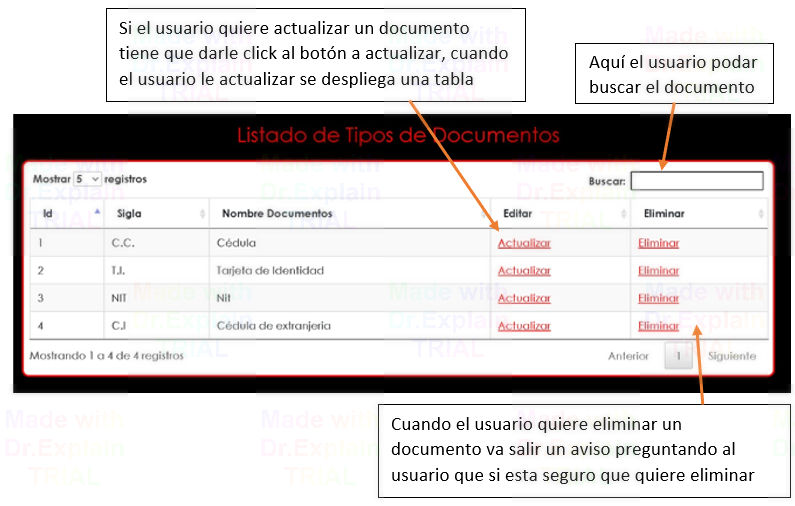 Si el usuario quiere actualizar un documento
tiene que darle click al botón a actualizar, cuando
el usuario le actualizar se despliega una tabla
Aquí el usuario podar
buscar el documento
Listado de Tipos de Documentos
Mostrar 5 registros
Buscar:
Id Sigla Nombre Documentos Editar Eliminar
1 C.C. Cédula Actualizar Eliminar
2 T.I. Tarjeta de Identidad Actualizar Eliminar
3 NIT Nit Actualizar Eliminar
4 C.I Cédula de extranjeria Actualizar Eliminar
Mostrando 1 a 4 de 4 registros
Anterior 1 Siguiente
Cuando el usuario quiere eliminar un
documento va salir un aviso preguntando al
usuario que si esta seguro que quiere eliminar
Made with
Dr.Explain
TRIAL